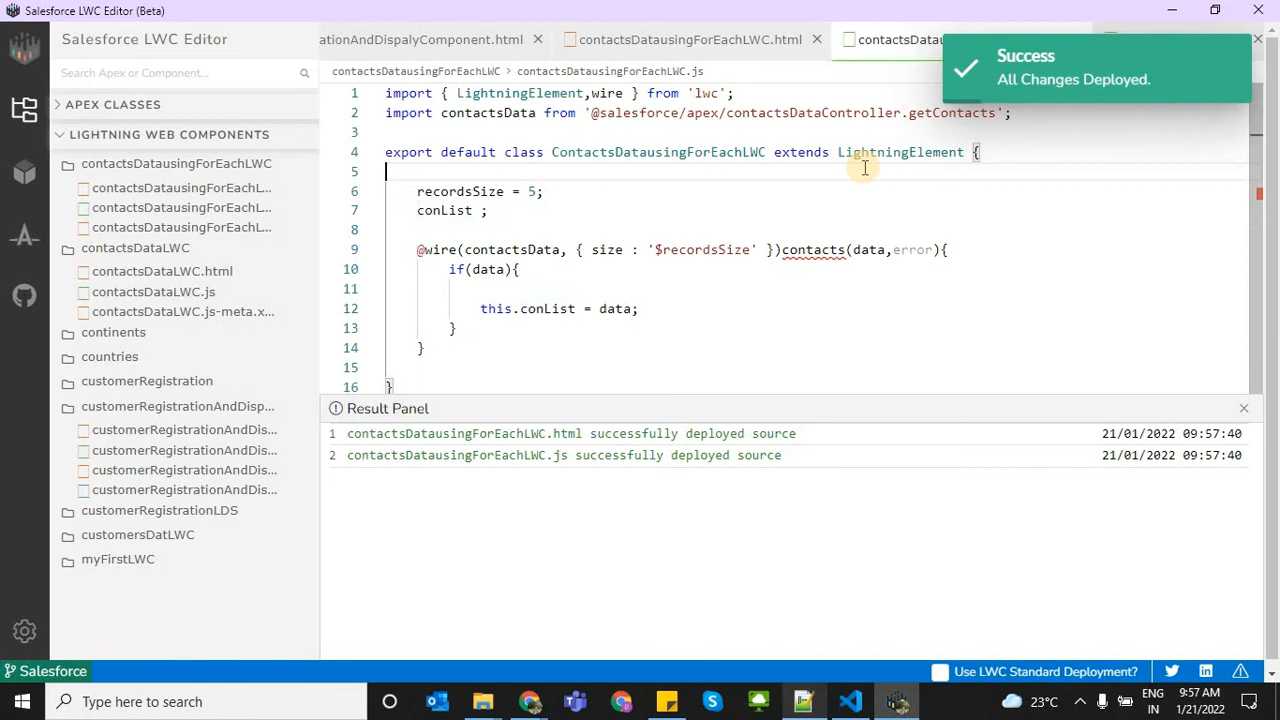 Salesforce LWC Editor (Beta)
Salesforce LWC Editor
ationAndDispalyComponent.html
contactsDatausingForEachLWC.html
contactsDatau
Success
All Changes Deployed.
Search Apex or Component...
contactsDatausingForEachLWC > contactsDatausingForEachLWC.js
APEX CLASSES
LIGHTNING WEB COMPONENTS
contactsDatausingForEachLWC
contactsDatausingForEachL...
contactsDatausingForEachL...
contactsDatausingForEachL...
contactsDataLWC
contactsDataLWC.html
contactsDataLWC.js
contactsDataLWC.js-meta.x...
continents
countries
customerRegistration
customerRegistrationAndDisp...
customerRegistrationAndDis...
customerRegistrationAndDis...
customerRegistrationAndDis...
customerRegistrationAndDis...
customerRegistrationLDS
customersDatLWC
myFirstLWC
1 import { LightningElement,wire } from 'lwc';
2 import contactsData from '@salesforce/apex/contactsDataController.getContacts';
3
4 export default class ContactsDatausingForEachLWC extends LightningElement {
5
6 recordsSize = 5;
7 conList ;
8
9 @wire(contactsData, { size : '$recordsSize' })contacts(data,error){
10 if(data){
11
12 this.conList = data;
13 }
14 }
15
16 }
Result Panel
1 contactsDatausingForEachLWC.html successfully deployed source 21/01/2022 09:57:40
2 contactsDatausingForEachLWC.js successfully deployed source 21/01/2022 09:57:40
Salesforce
Use LWC Standard Deployment?
Type here to search
23°C
ENG
IN
9:57 AM
1/21/2022